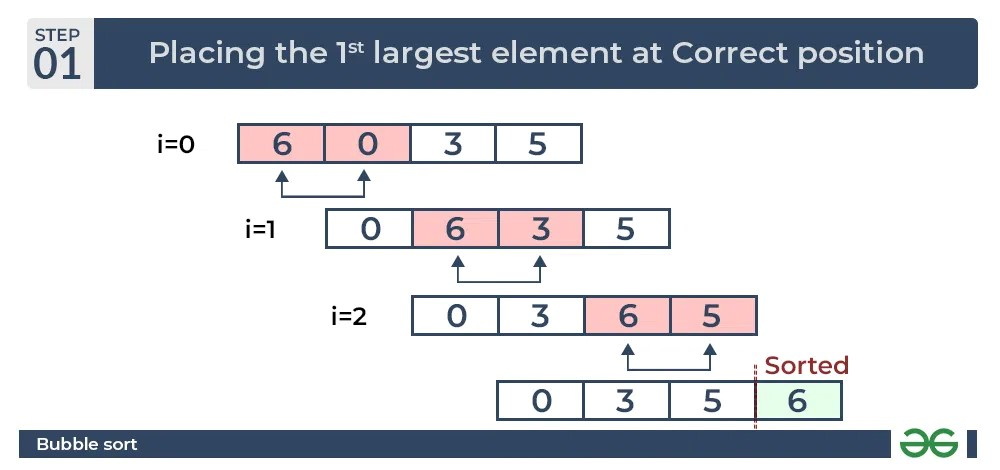 STEP
01
Placing the 1st largest element at Correct position
i=0
6 0 3 5
i=1
0 6 3 5
i=2
0 3 6 5
Sorted
0 3 5 6
Bubble sort